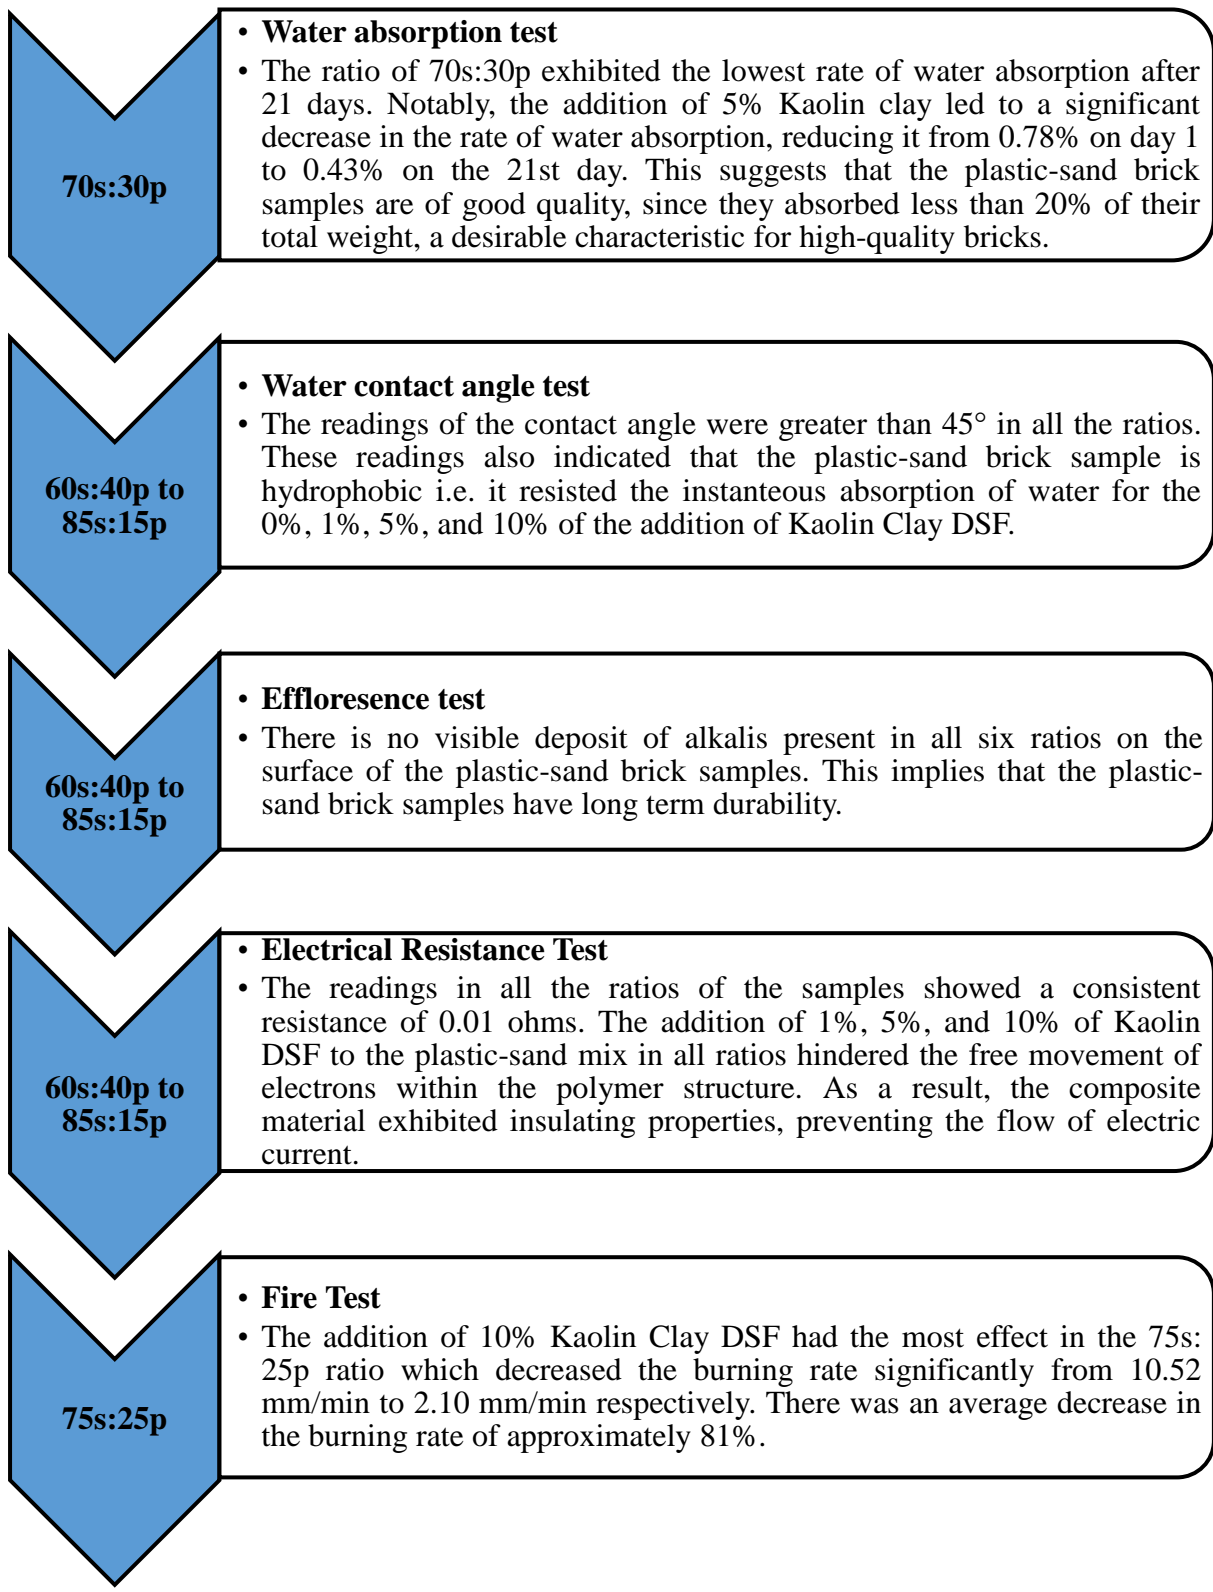 70s:30p
• Water absorption test
• The ratio of 70s:30p exhibited the lowest rate of water absorption after
21 days. Notably, the addition of 5% Kaolin clay led to a significant
decrease in the rate of water absorption, reducing it from 0.78% on day 1
to 0.43% on the 21st day. This suggests that the plastic-sand brick
samples are of good quality, since they absorbed less than 20% of their
total weight, a desirable characteristic for high-quality bricks.
60s:40p to
85s:15p
• Water contact angle test
• The readings of the contact angle were greater than 45° in all the ratios.
These readings also indicated that the plastic-sand brick sample is
hydrophobic i.e. it resisted the instanteous absorption of water for the
0%, 1%, 5%, and 10% of the addition of Kaolin Clay DSF.
60s:40p to
85s:15p
• Effloresence test
• There is no visible deposit of alkalis present in all six ratios on the
surface of the plastic-sand brick samples. This implies that the plastic-
sand brick samples have long term durability.
60s:40p to
85s:15p
• Electrical Resistance Test
• The readings in all the ratios of the samples showed a consistent
resistance of 0.01 ohms. The addition of 1%, 5%, and 10% of Kaolin
DSF to the plastic-sand mix in all ratios hindered the free movement of
electrons within the polymer structure. As a result, the composite
material exhibited insulating properties, preventing the flow of electric
current.
75s:25p
• Fire Test
• The addition of 10% Kaolin Clay DSF had the most effect in the 75s:
25p ratio which decreased the burning rate significantly from 10.52
mm/min to 2.10 mm/min respectively. There was an average decrease in
the burning rate of approximately 81%.